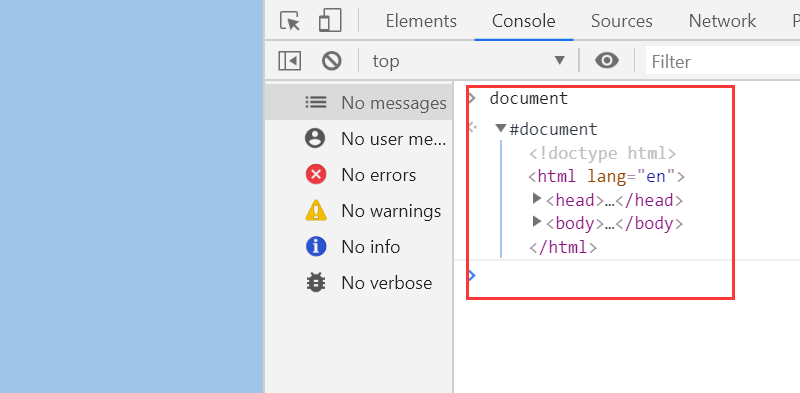 Elements Console Sources Network P
top Filter
No messages
No user me...
No errors
No warnings
No info
No verbose
document
#document
<!doctype html>
<html lang="en">
<head>…</head>
<body>…</body>
</html>